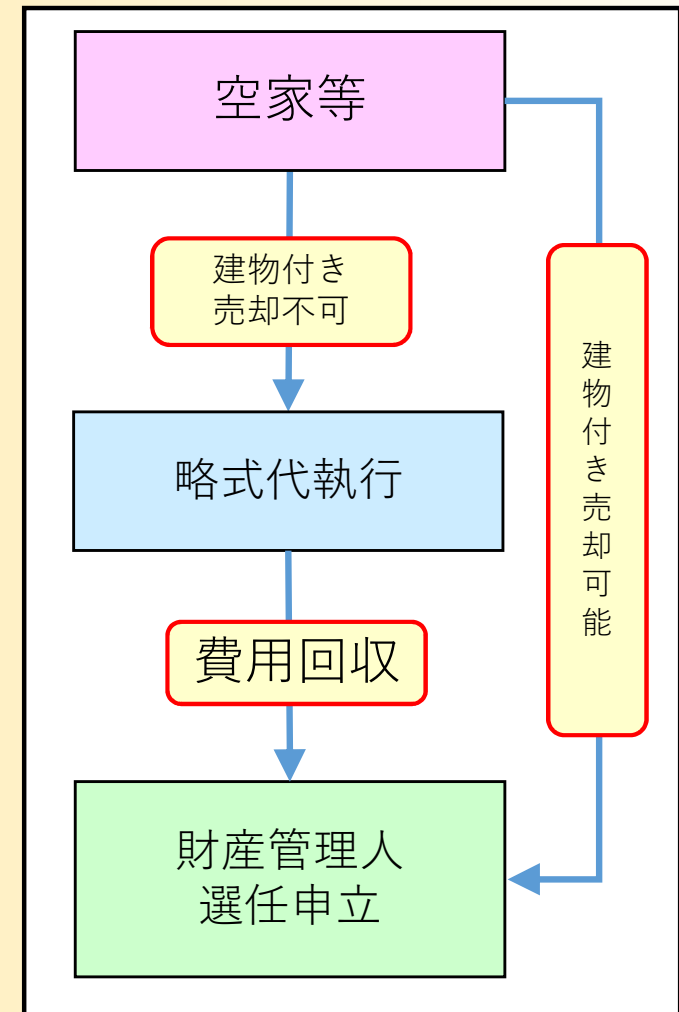 空家等
建物付き
売却不可
建物付き売却可能
略式代執行
費用回収
財産管理人
選任申立